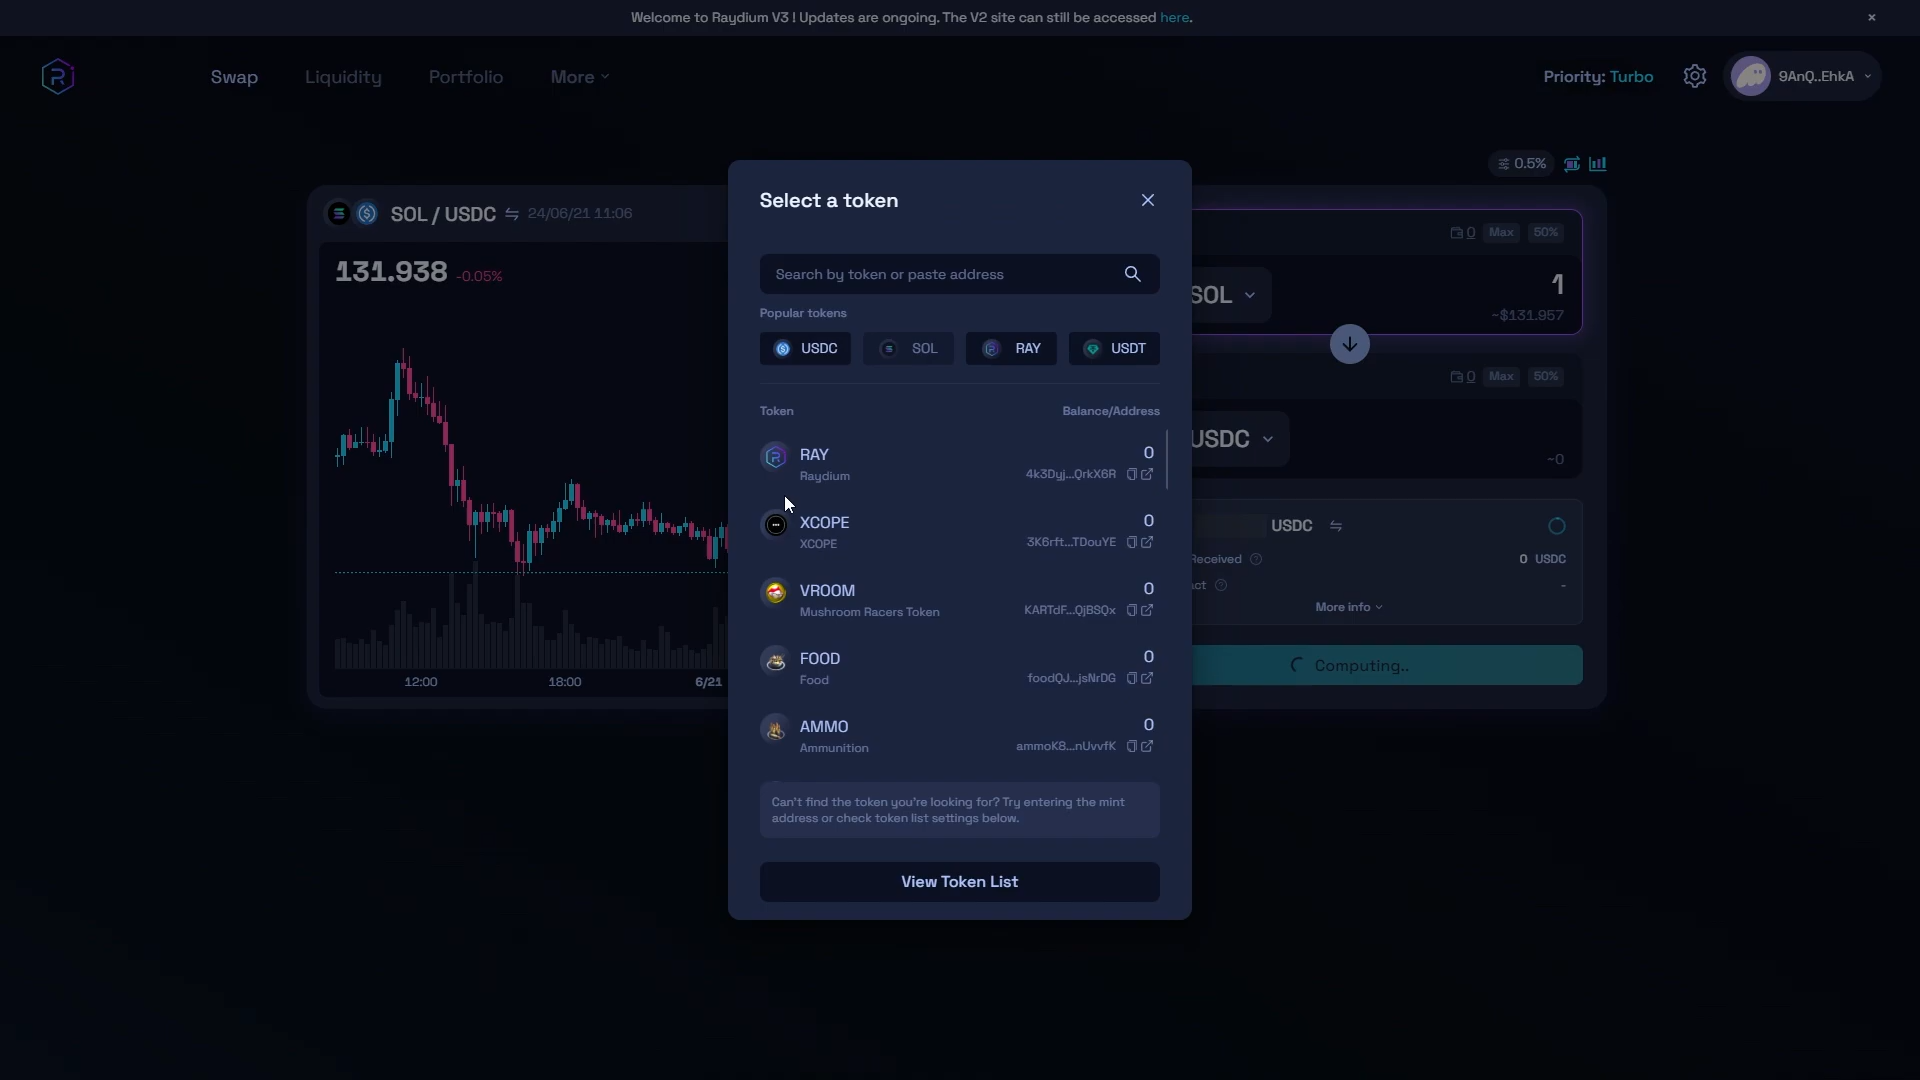 Welcome to Raydium V3 ! Updates are ongoing. The V2 site can still be accessed here.
Swap
Liquidity
Portfolio
More
Priority: Turbo
9AnQ..EhkA
0.5%
SOL / USDC
24/06/21 11:06
131.938 -0.05%
12:00
18:00
6/21
Select a token
Search by token or paste address
Popular tokens
USDC
SOL
RAY
USDT
Token
Balance/Address
RAY
0
Raydium
4k3Dyj...QrkX6R
XCOPE
0
XCOPE
3K6rft...TDouYE
VROOM
0
Mushroom Racers Token
KARTdF...QjBSQx
FOOD
0
Food
foodQJ...jsNrDG
AMMO
0
Ammunition
ammoK8...nUvvfK
Can't find the token you're looking for? Try entering the mint
address or check token list settings below.
View Token List
0
Max
50%
SOL
1
~$131.957
0
Max
50%
USDC
~0
USDC
Received
0 USDC
act
-
More info
Computing..